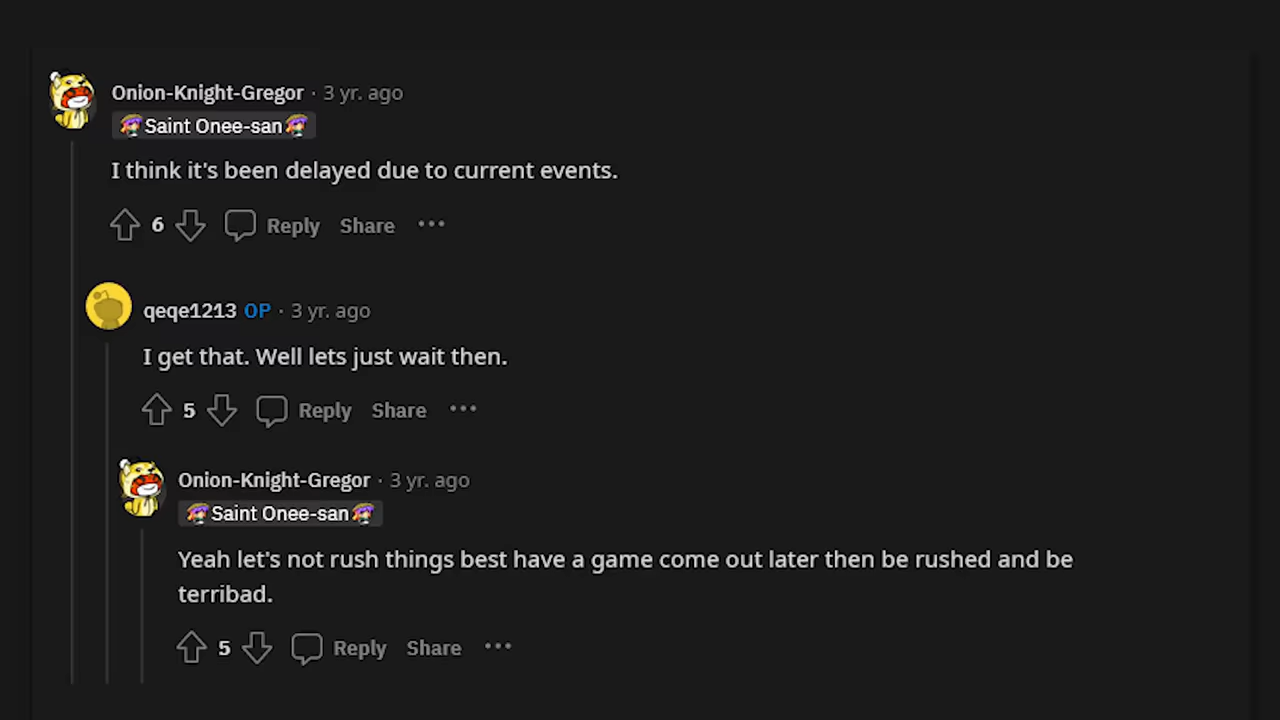 Onion-Knight-Gregor · 3 yr. ago
Saint Onee-san
I think it's been delayed due to current events.
6 Reply Share ···
qeqe1213 OP · 3 yr. ago
I get that. Well lets just wait then.
5 Reply Share ···
Onion-Knight-Gregor · 3 yr. ago
Saint Onee-san
Yeah let's not rush things best have a game come out later then be rushed and be
terribad.
5 Reply Share ···